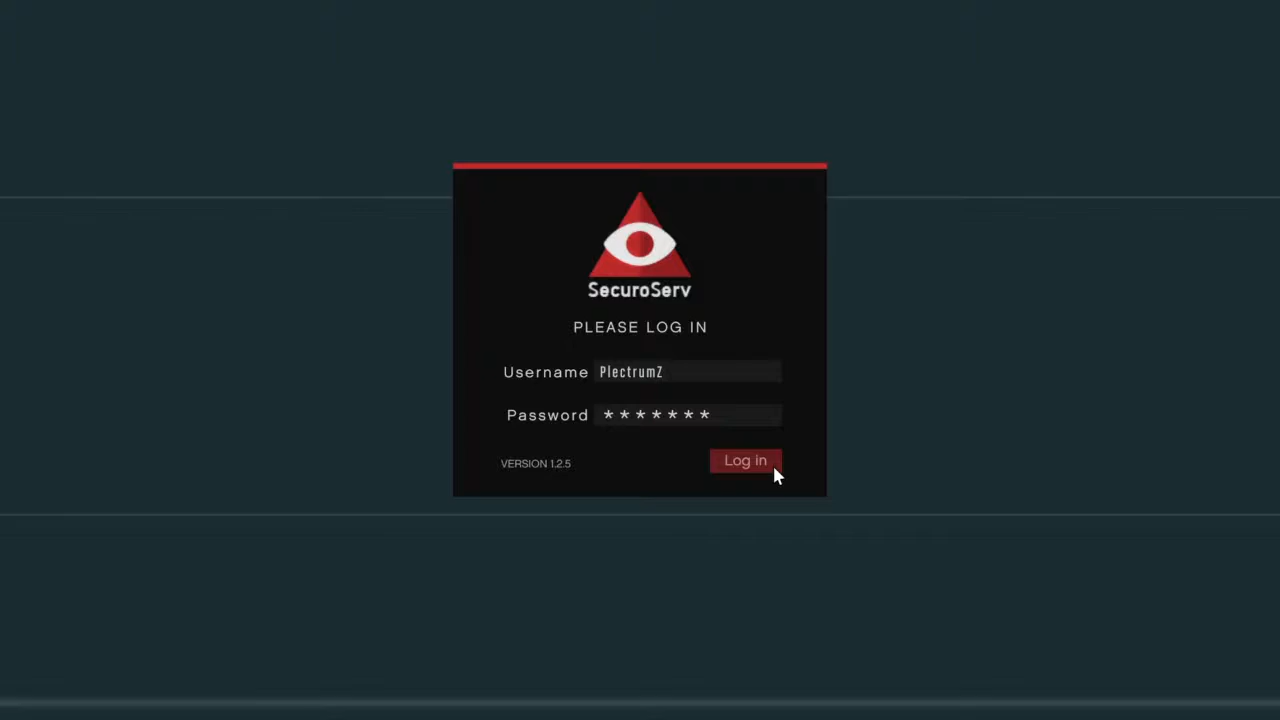 SecuroServ
PLEASE LOG IN
Username PlectrumZ
Password *******
VERSION 1.2.5 Log in